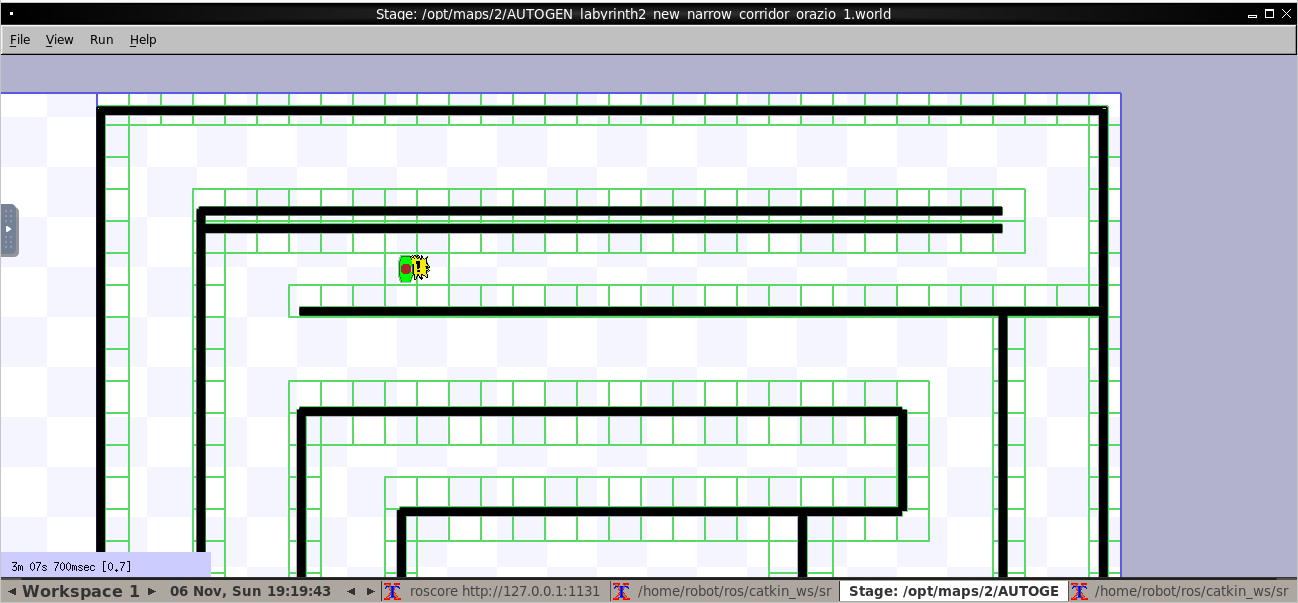 Stage: /opt/maps/2/AUTOGEN_labyrinth2_new_narrow_corridor_orazio_1.world
File View Run Help
!
3m 07s 700msec [0.7]
Workspace 1 06 Nov, Sun 19:19:43 roscore http://127.0.0.1:1131 /home/robot/ros/catkin_ws/sr Stage: /opt/maps/2/AUTOGE /home/robot/ros/catkin_ws/sr